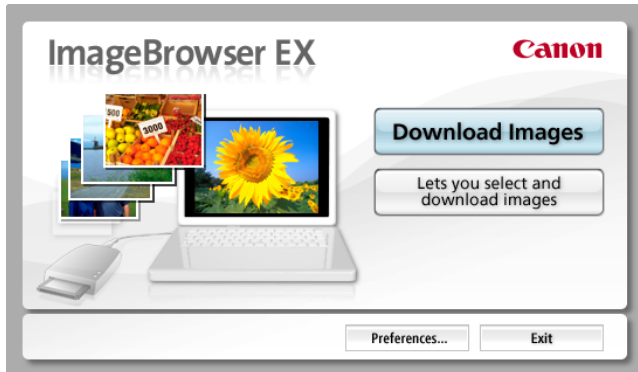 ImageBrowser EX
Canon
500
3000
Download Images
Lets you select and
download images
Preferences...
Exit